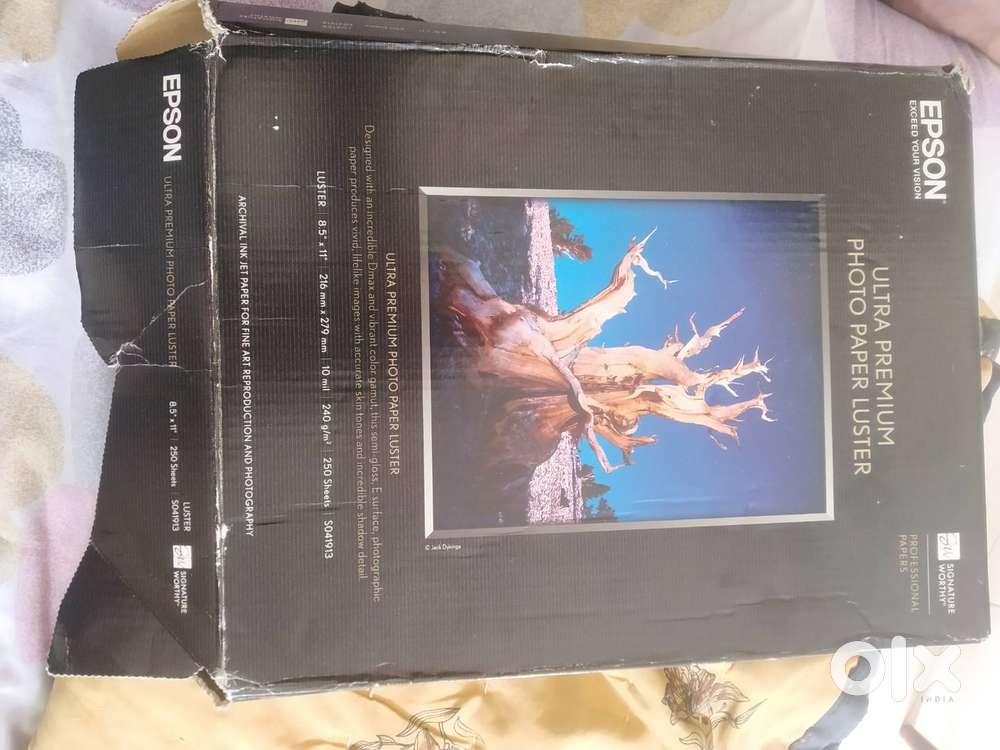 EPSON
EXCEED YOUR VISION
ULTRA PREMIUM
PHOTO PAPER LUSTER
SIGNATURE
WORTHY
PROFESSIONAL
PAPERS
© Jack Dykinga
ULTRA PREMIUM PHOTO PAPER LUSTER
Designed with an incredible Dmax and vibrant color gamut, this semi-gloss, E surface, photographic
paper produces vivid, lifelike images with accurate skin tones and incredible shadow detail
LUSTER | 8.5" x 11" | 216 mm x 279 mm | 10 mil | 240 g/m² | 250 Sheets | S041913
ARCHIVAL INK JET PAPER FOR FINE ART REPRODUCTION AND PHOTOGRAPHY
EPSON
ULTRA PREMIUM PHOTO PAPER LUSTER
8.5" x 11" | 250 Sheets
LUSTER
S041913
SIGNATURE
WORTHY
olx
INDIA